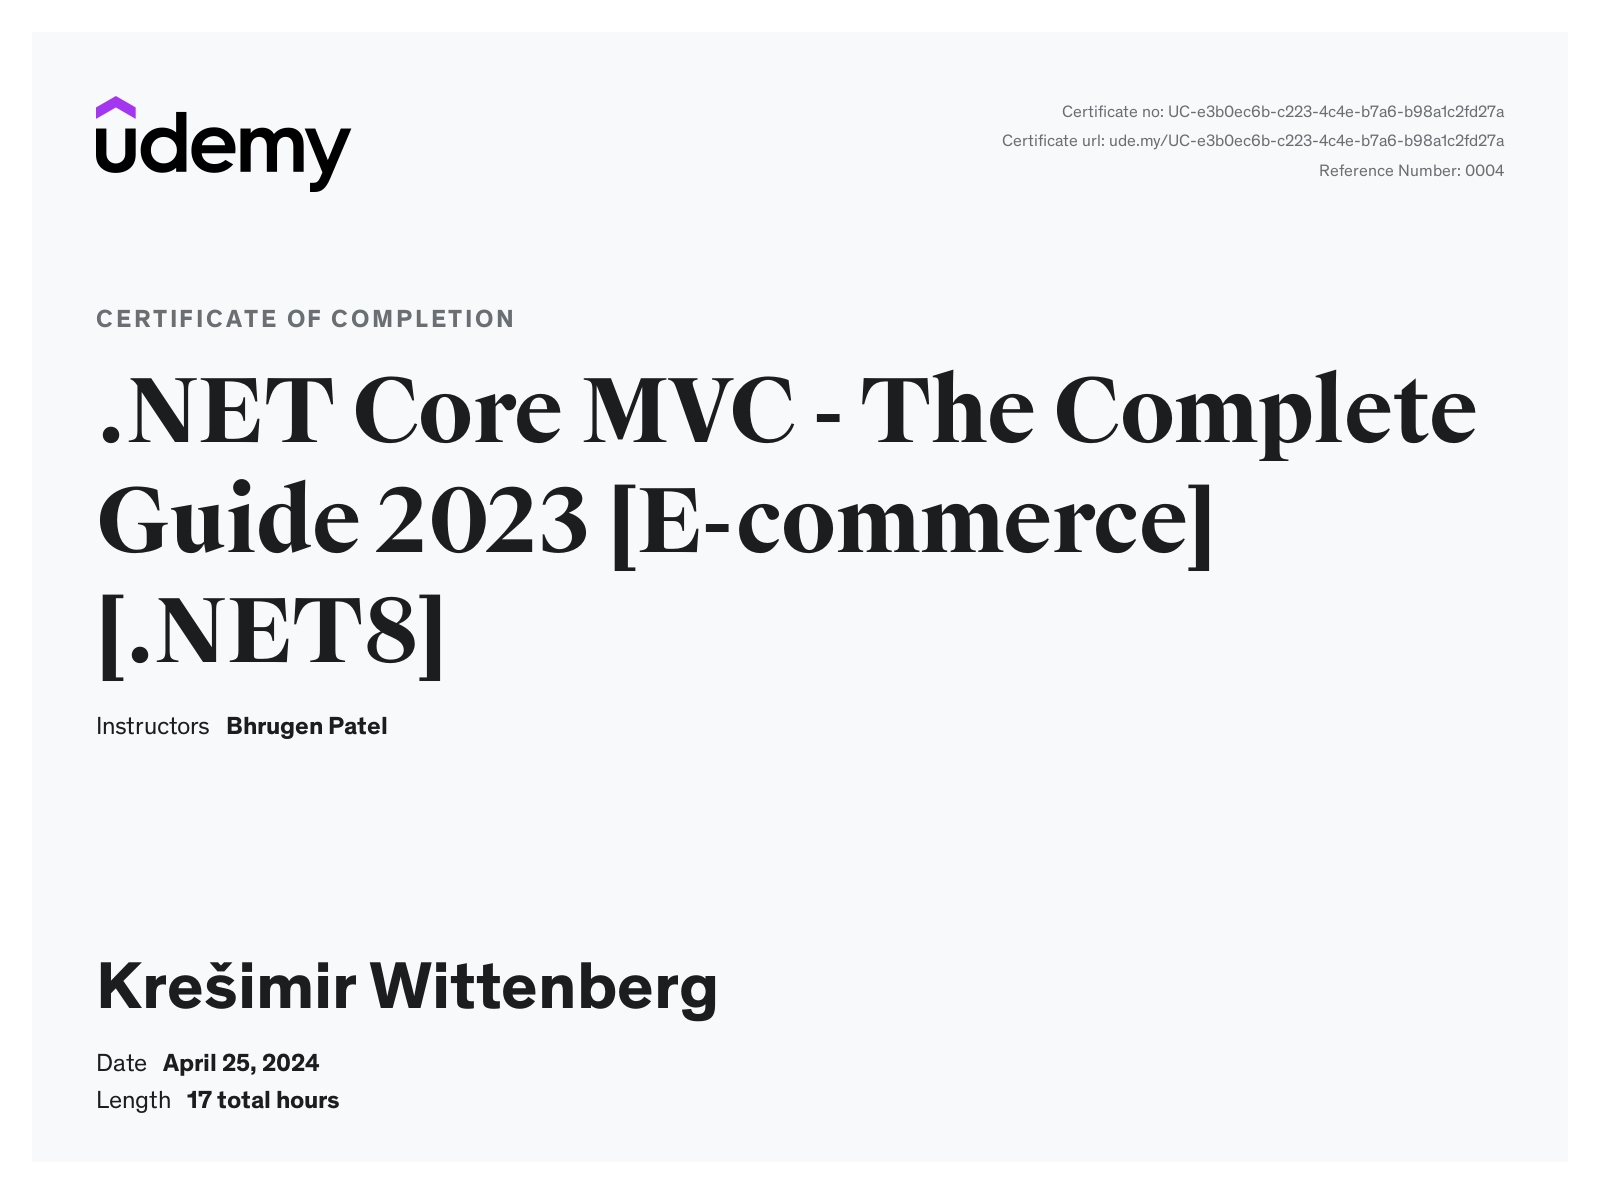 udemy
Certificate no: UC-e3b0ec6b-c223-4c4e-b7a6-b98a1c2fd27a
Certificate url: ude.my/UC-e3b0ec6b-c223-4c4e-b7a6-b98a1c2fd27a
Reference Number: 0004
CERTIFICATE OF COMPLETION
.NET Core MVC - The Complete
Guide 2023 [E-commerce]
[.NET8]
Instructors Bhrugen Patel
Krešimir Wittenberg
Date April 25, 2024
Length 17 total hours